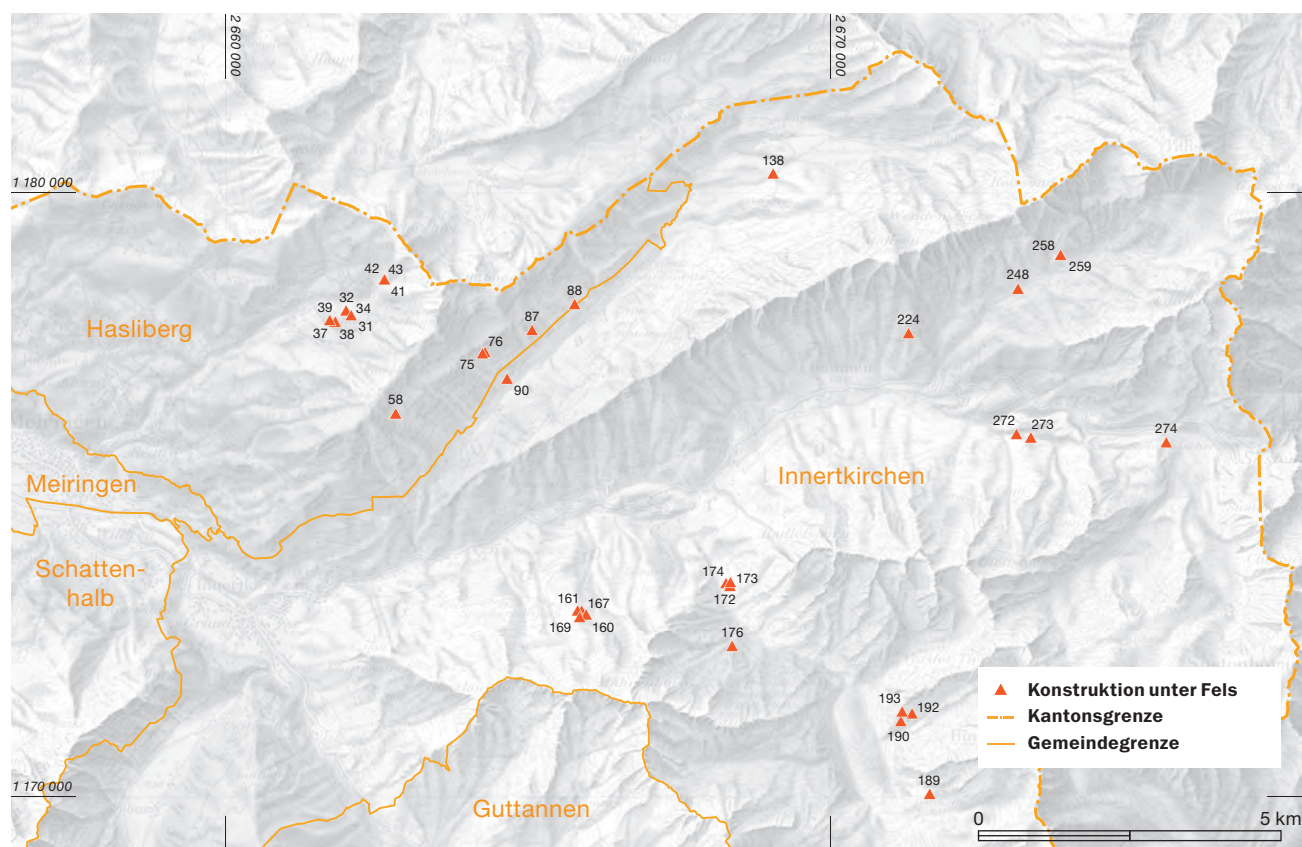 2 660 000
2 670 000
138
1 180 000
258
259
42
43
41
248
32
39
34
88
31
37
38
Hasliberg
87
224
76
75
90
58
272
273
274
Meiringen
Innertkirchen
Schatten-
halb
174
173
172
161
167
169
160
176
193
192
190
189
Konstruktion unter Fels
Kantonsgrenze
Gemeindegrenze
1 170 000
Guttannen
0
5 km